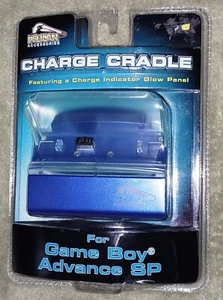 PELICAN
ACCESSORIES
CHARGE CRADLE
Featuring a Charge Indicator Glow Panel
For
Game Boy®
Advance SP